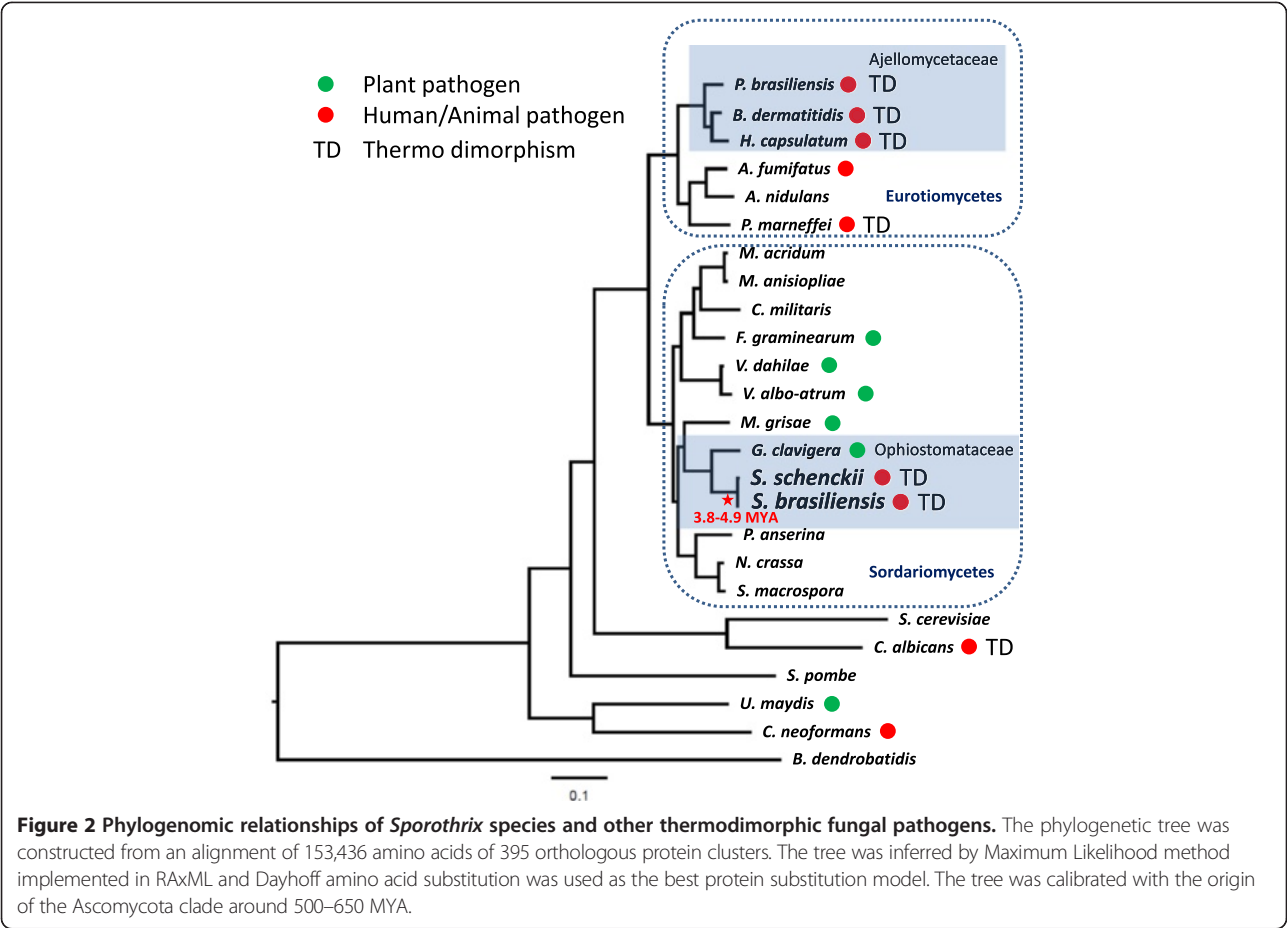 Plant pathogen
Human/Animal pathogen
TD Thermo dimorphism
Ajellomycetaceae
P. brasiliensis TD
B. dermatitidis TD
H. capsulatum TD
A. fumifatus
A. nidulans
Eurotiomycetes
P. marneffei TD
M. acridum
M. anisiopliae
C. militaris
F. graminearum
V. dahilae
V. albo-atrum
M. grisae
G. clavigera Ophiostomataceae
S. schenckii TD
S. brasiliensis TD
3.8-4.9 MYA
P. anserina
N. crassa
Sordariomycetes
S. macrospora
S. cerevisiae
C. albicans TD
S. pombe
U. maydis
C. neoformans
B. dendrobatidis
0.1
Figure 2 Phylogenomic relationships of Sporothrix species and other thermodimorphic fungal pathogens. The phylogenetic tree was
constructed from an alignment of 153,436 amino acids of 395 orthologous protein clusters. The tree was inferred by Maximum Likelihood method
implemented in RAxML and Dayhoff amino acid substitution was used as the best protein substitution model. The tree was calibrated with the origin
of the Ascomycota clade around 500–650 MYA.